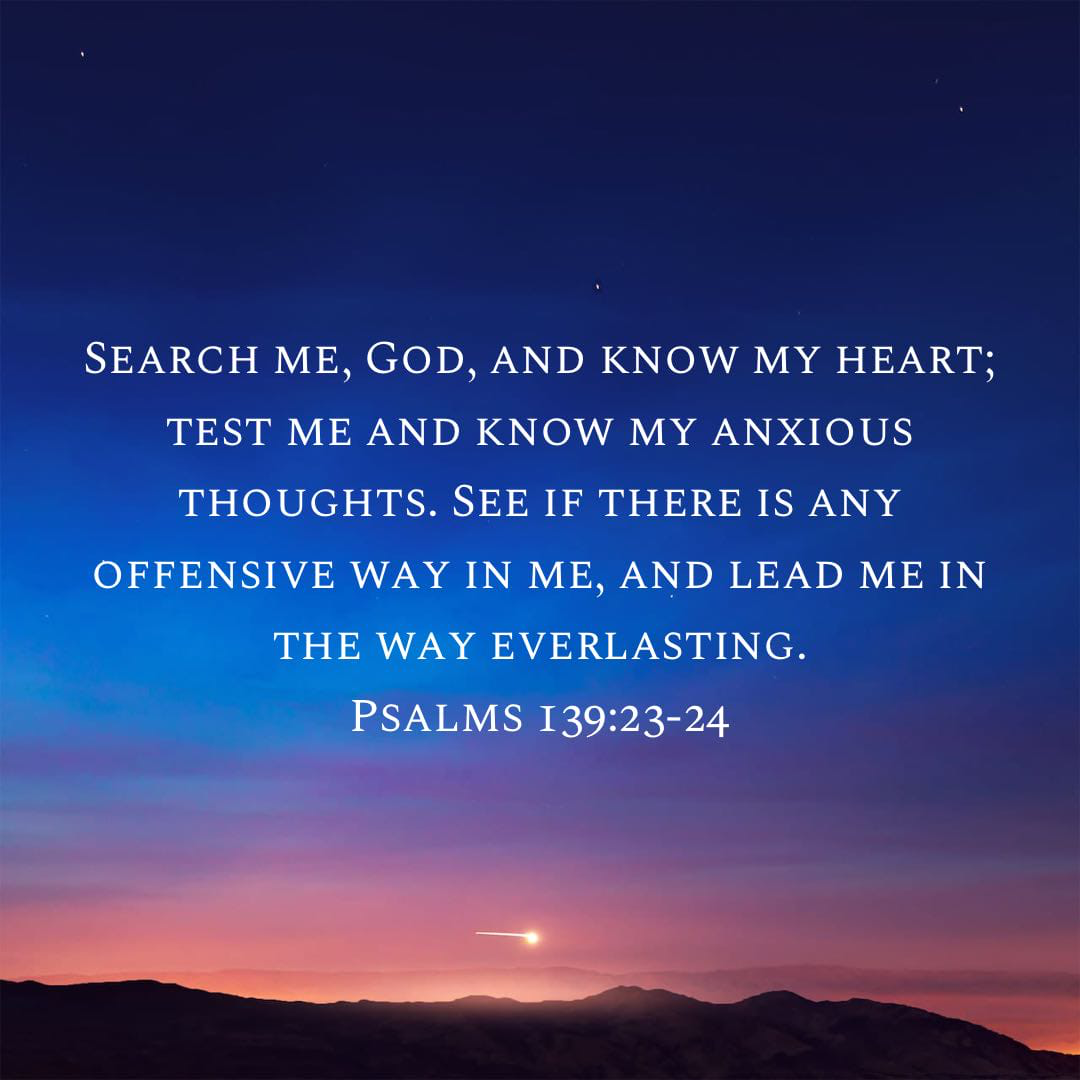 Search me, God, and know my heart;
test me and know my anxious
thoughts. See if there is any
offensive way in me, and lead me in
the way everlasting.
Psalms 139:23-24